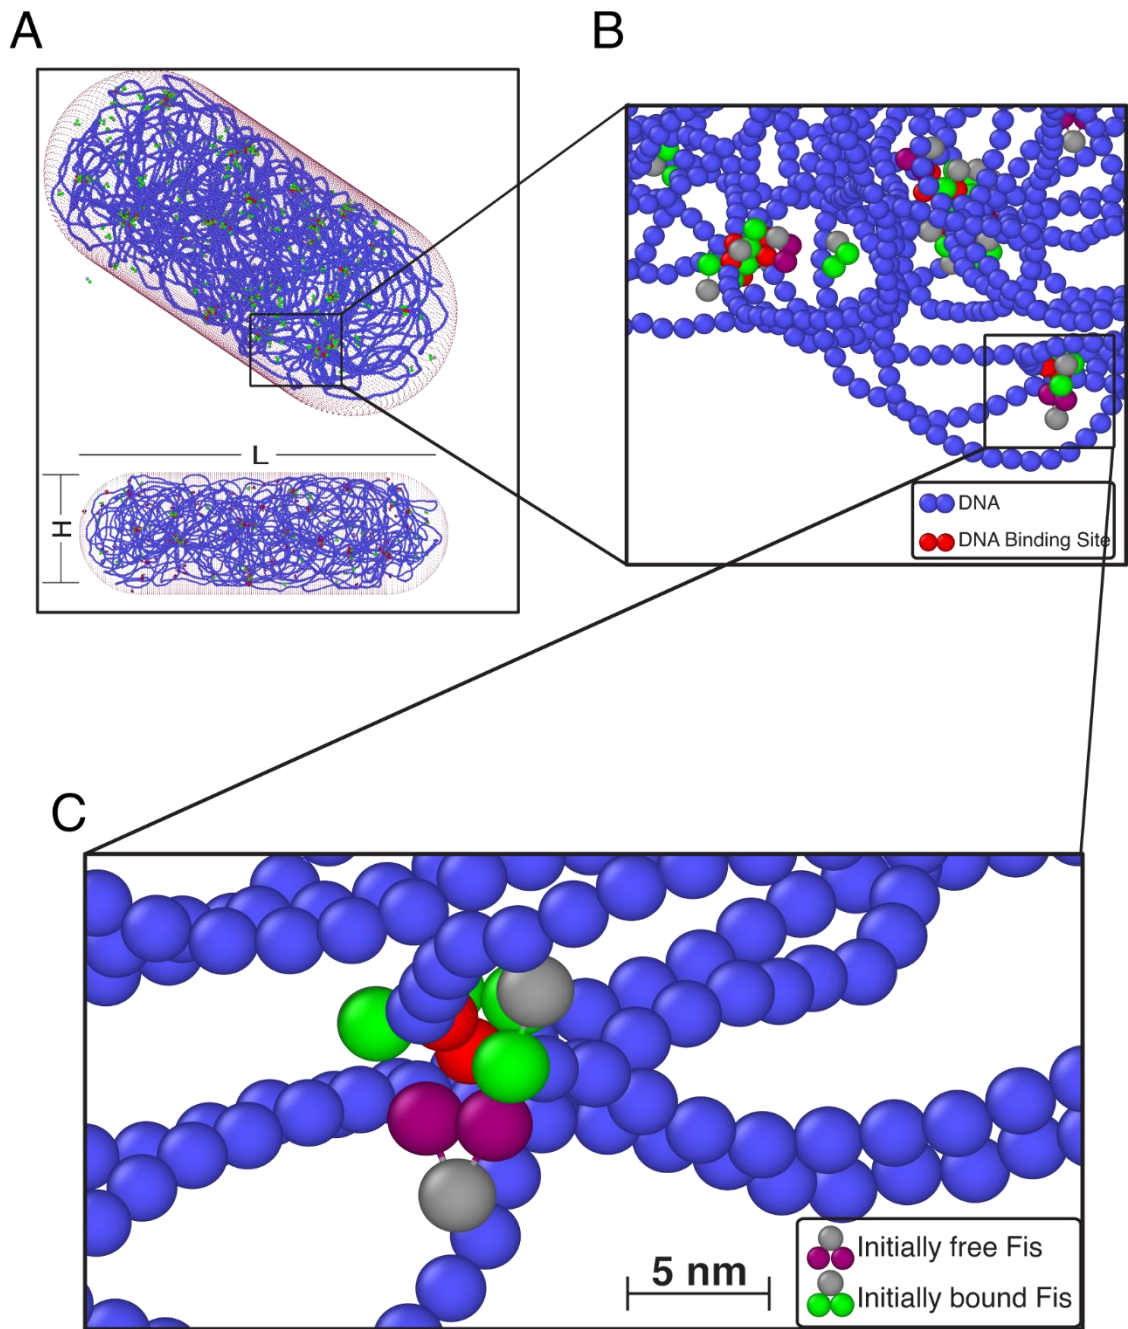 A
B
L
H
DNA
DNA Binding Site
C
5 nm
Initially free Fis
Initially bound Fis